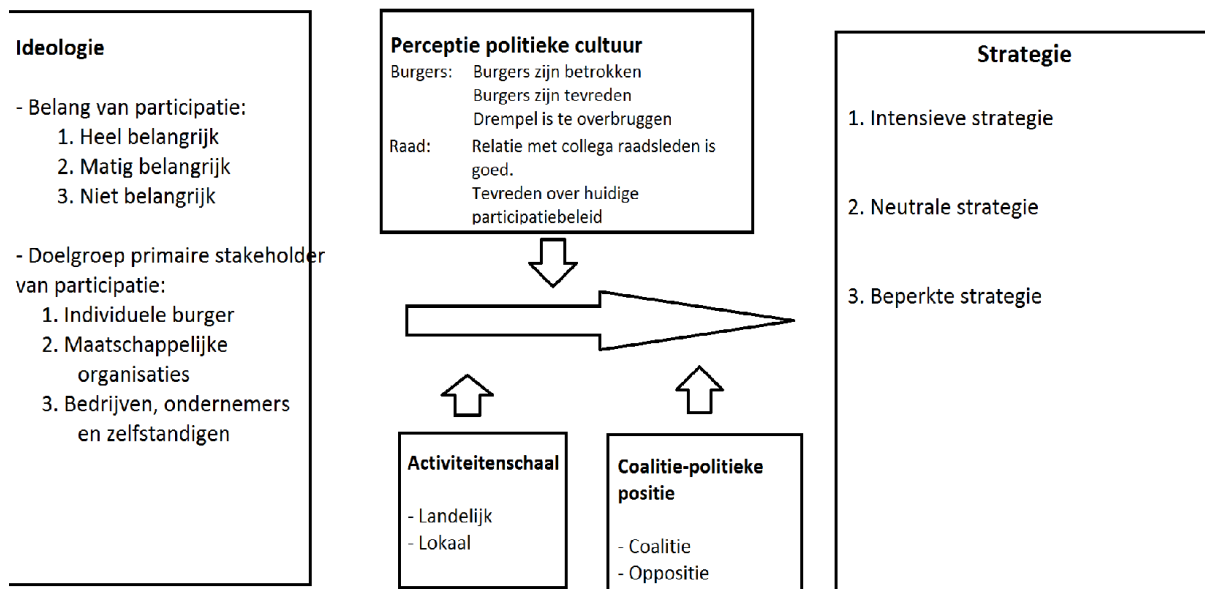 Ideologie
- Belang van participatie:
1. Heel belangrijk
2. Matig belangrijk
3. Niet belangrijk
- Doelgroep primaire stakeholder
van participatie:
1. Individuele burger
2. Maatschappelijke
organisaties
3. Bedrijven, ondernemers
en zelfstandigen
Perceptie politieke cultuur
Burgers: Burgers zijn betrokken
Burgers zijn tevreden
Drempel is te overbruggen
Raad: Relatie met collega raadsleden is
goed.
Tevreden over huidige
participatiebeleid
Activiteitenschaal
- Landelijk
- Lokaal
Coalitie-politieke
positie
- Coalitie
- Oppositie
Strategie
1. Intensieve strategie
2. Neutrale strategie
3. Beperkte strategie